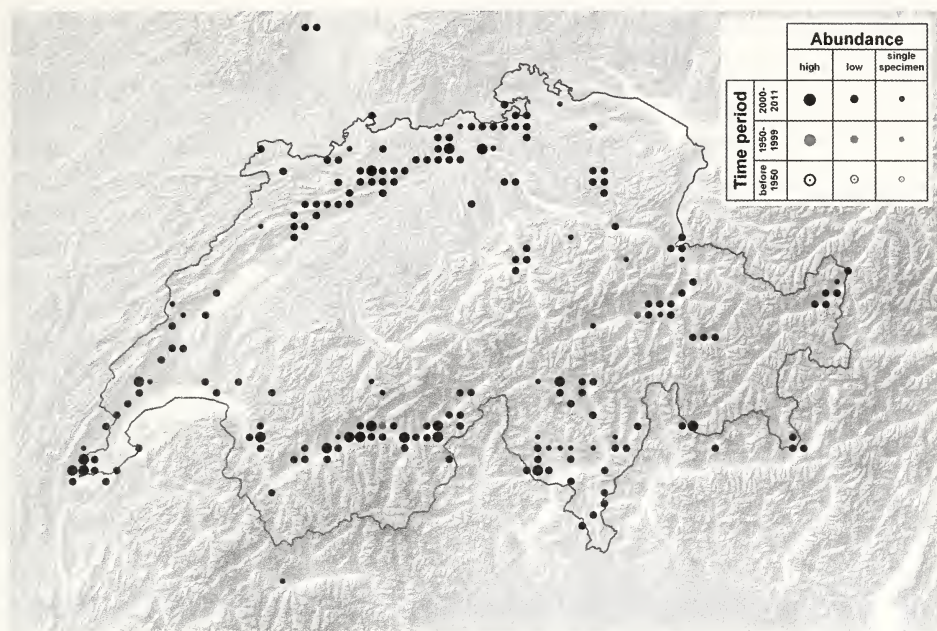 Abundance
high low single
specimen
Time period
2000-
2011
1950-
1999
before
1950